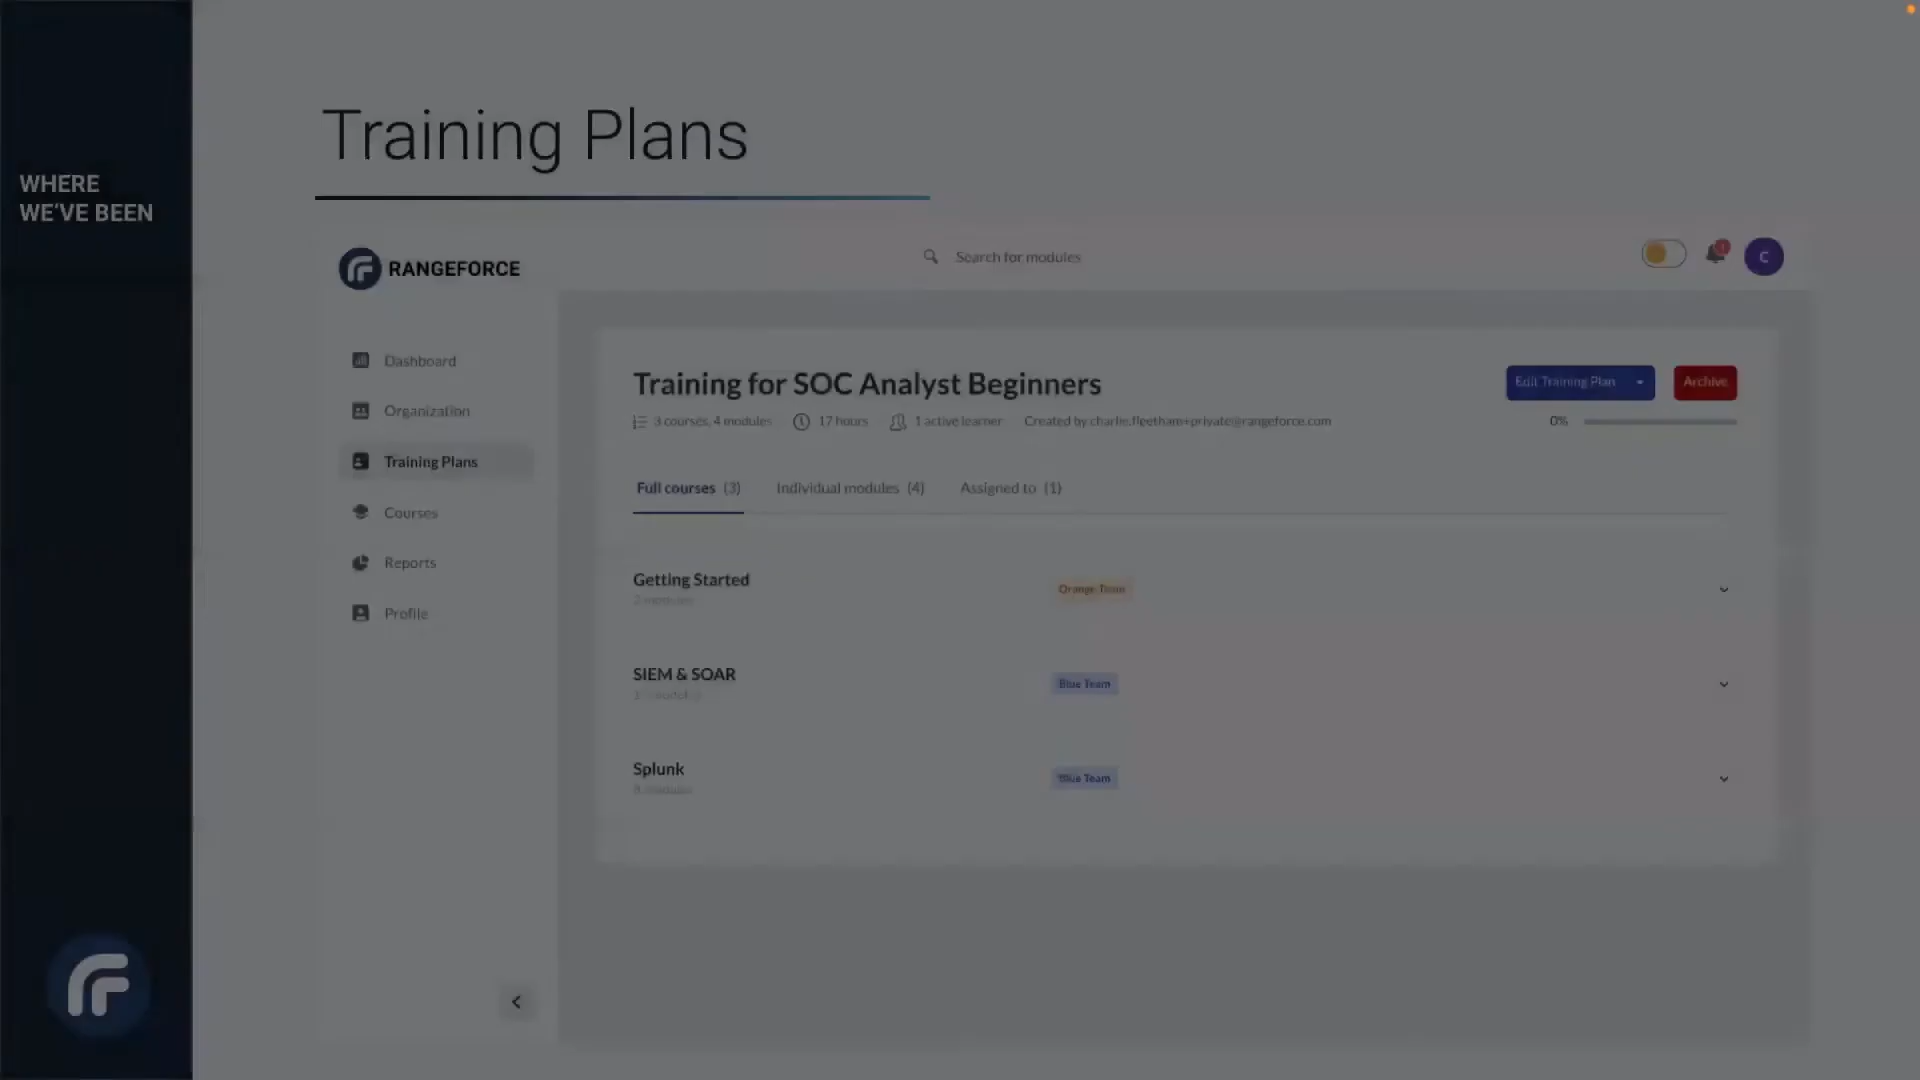 WHERE
WE'VE BEEN
Training Plans
RANGEFORCE
Search for modules
C
Dashboard
Organization
Training Plans
Courses
Reports
Profile
Training for SOC Analyst Beginners
Edit Training Plan
Archive
3 courses, 4 modules
17 hours
1 active learner
Created by charlie.fleetham+private@rangeforce.com
0%
Full courses (3)
Individual modules (4)
Assigned to (1)
Getting Started
modules
Orange Team
SIEM & SOAR
Blue Team
Splunk
modules
Blue Team